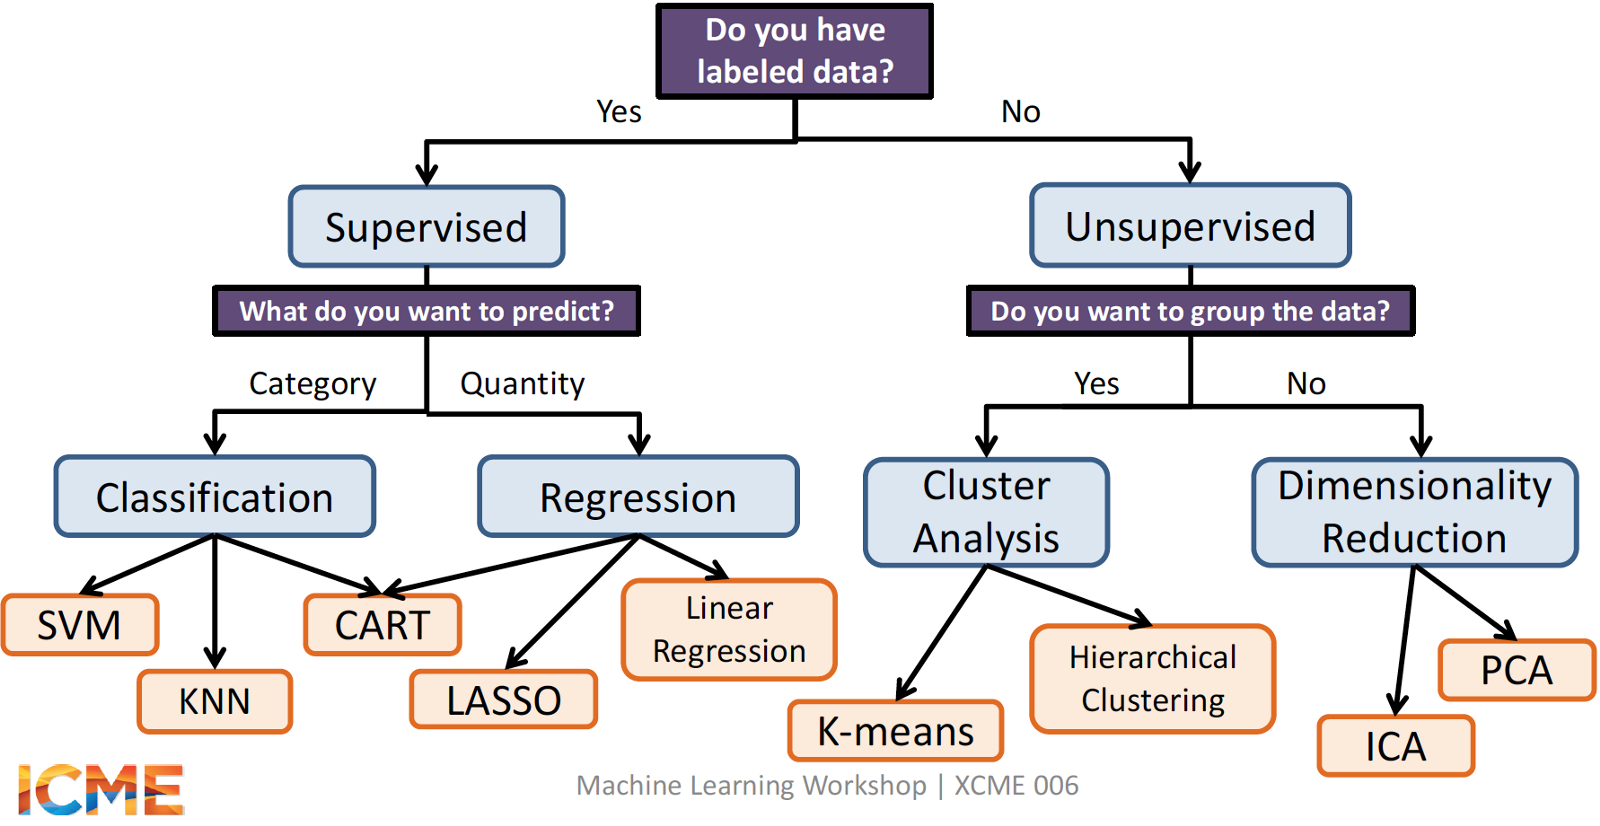 Do you have
labeled data?
Yes
No
Supervised
Unsupervised
What do you want to predict?
Do you want to group the data?
Category
Quantity
Yes
No
Classification
Regression
Cluster
Analysis
Dimensionality
Reduction
SVM
CART
Linear
Regression
KNN
LASSO
Hierarchical
Clustering
PCA
K-means
ICA
ICME
Machine Learning Workshop | XCME 006